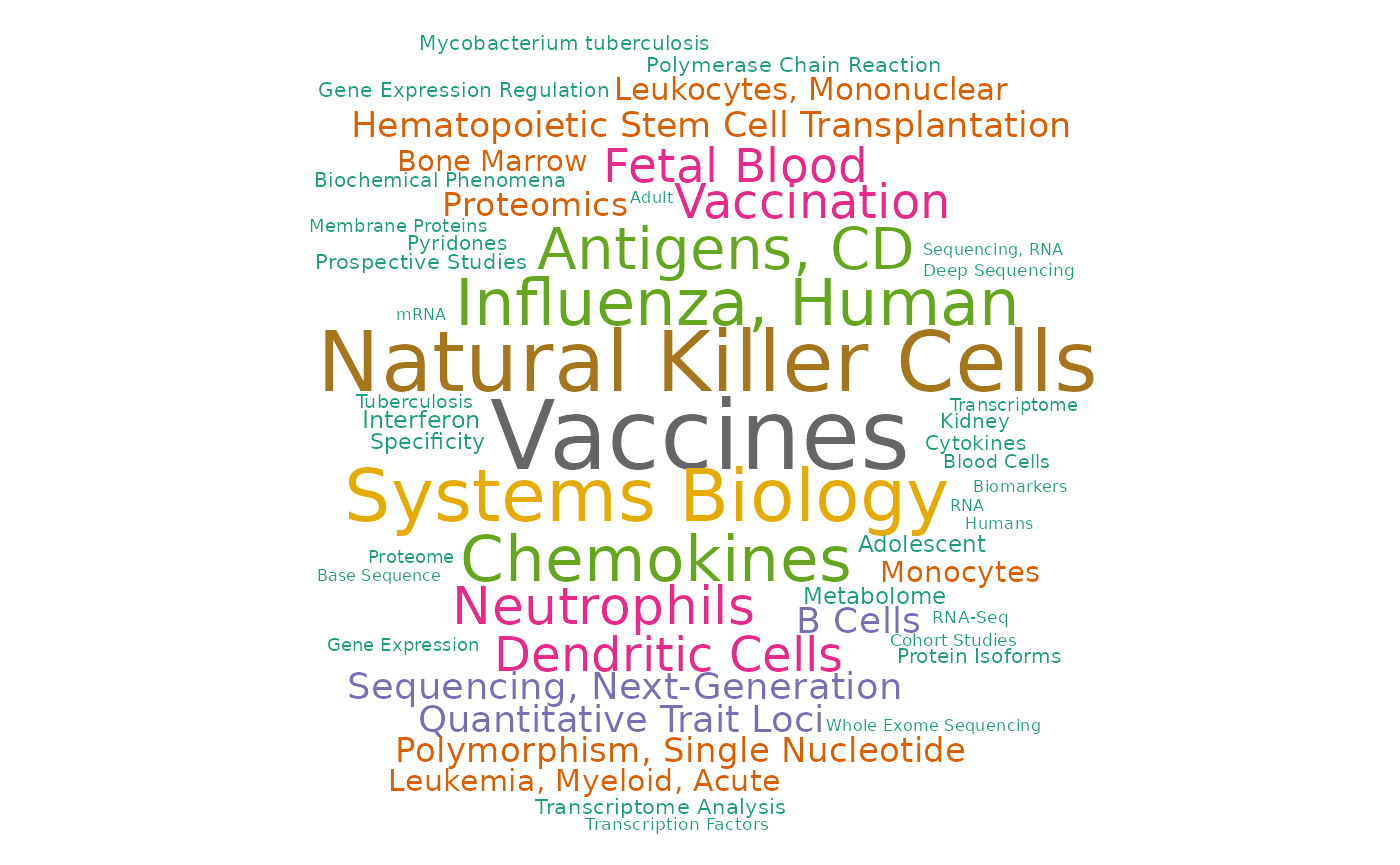 Mycobacterium tuberculosis
Polymerase Chain Reaction
Gene Expression Regulation
Leukocytes, Mononuclear
Hematopoietic Stem Cell Transplantation
Bone Marrow
Fetal Blood
Biochemical Phenomena
Proteomics
Adult
Vaccination
Membrane Proteins
Pyridones
Antigens, CD
Sequencing, RNA
Prospective Studies
Deep Sequencing
mRNA
Influenza, Human
Natural Killer Cells
Tuberculosis
Transcriptome
Interferon
Kidney
Specificity
Vaccines
Cytokines
Blood Cells
Systems Biology
Biomarkers
RNA
Humans
Adolescent
Proteome
Chemokines
Base Sequence
Monocytes
Metabolome
Neutrophils
B Cells
RNA-Seq
Cohort Studies
Gene Expression
Dendritic Cells
Protein Isoforms
Sequencing, Next-Generation
Quantitative Trait Loci
Whole Exome Sequencing
Polymorphism, Single Nucleotide
Leukemia, Myeloid, Acute
Transcriptome Analysis
Transcription Factors